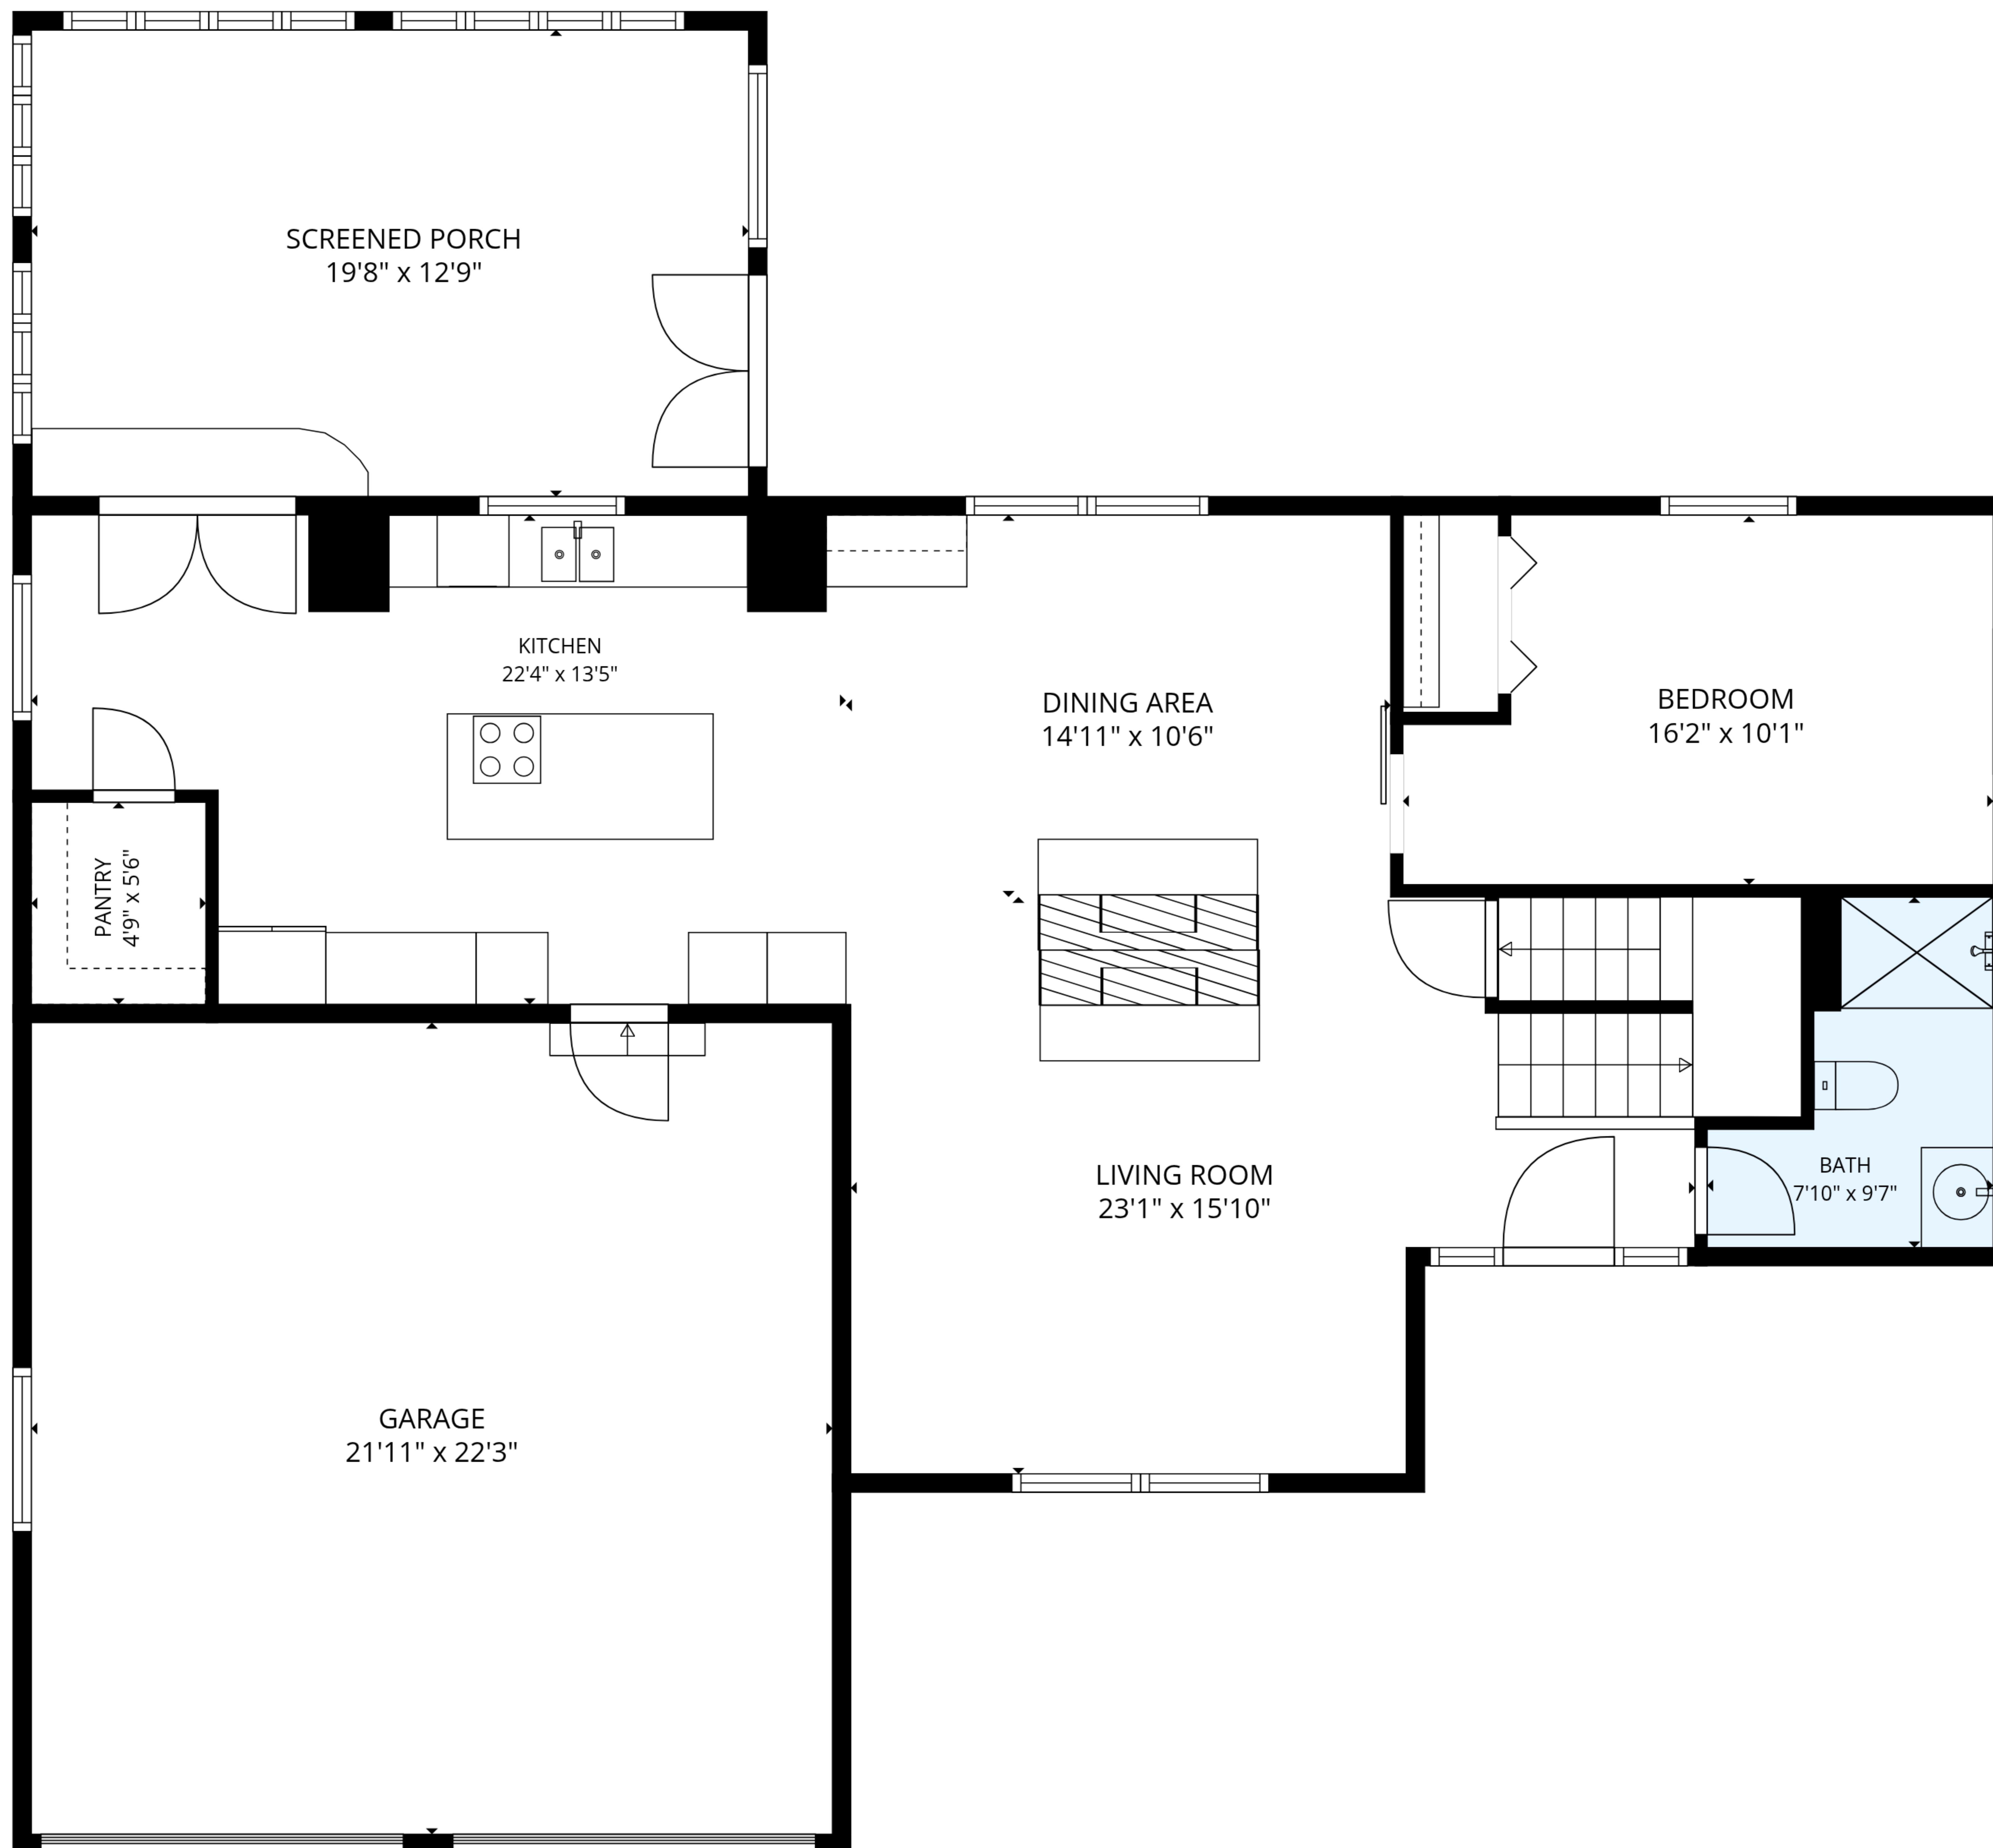 SCREENED PORCH
19'8" x 12'9"
KITCHEN
22'4" x 13'5"
DINING AREA
14'11" x 10'6"
BEDROOM
16'2" x 10'1"
PANTRY
4'9" x 5'6"
LIVING ROOM
23'1" x 15'10"
BATH
7'10" x 9'7"
GARAGE
21'11" x 22'3"